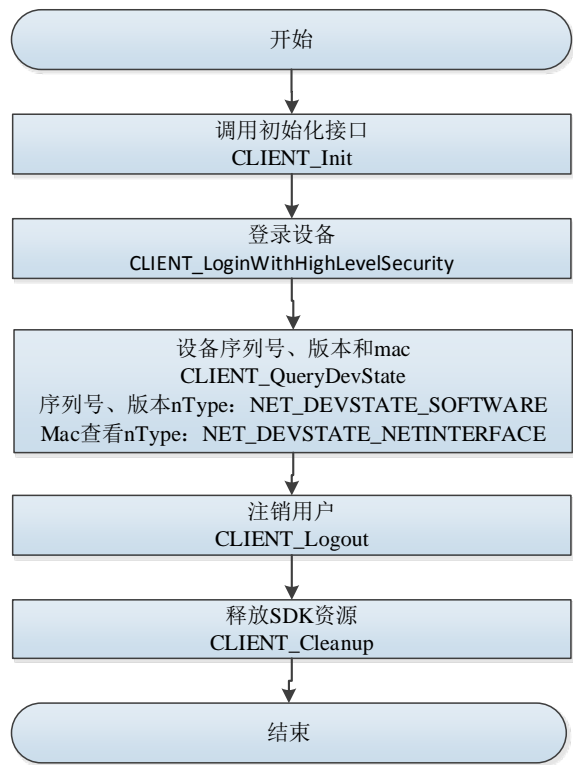 开始
调用初始化接口
CLIENT_Init
登录设备
CLIENT_LoginWithHighLevelSecurity
设备序列号、版本和mac
CLIENT_QueryDevState
序列号、版本nType：NET_DEVSTATE_SOFTWARE
Mac查看nType：NET_DEVSTATE_NETINTERFACE
注销用户
CLIENT_Logout
释放SDK资源
CLIENT_Cleanup
结束